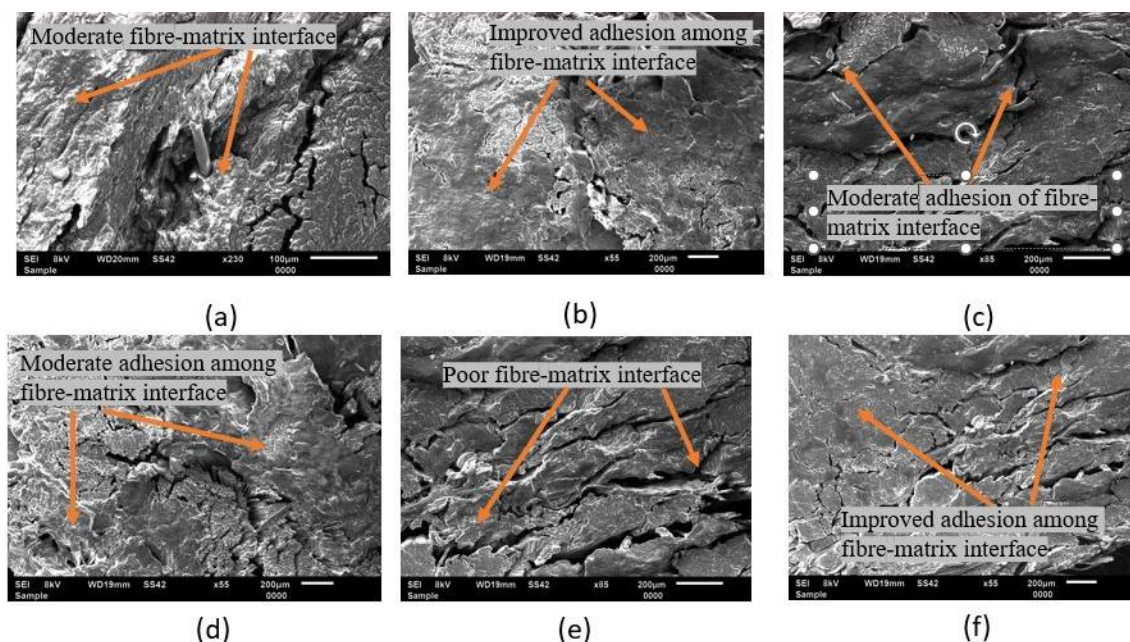 Moderate fibre-matrix interface
SEI 8kV WD20mm SS42 x230 100µm
Sample 0000
(a)
Improved adhesion among
fibre-matrix interface
SEI 8kV WD19mm SS42 x55 200µm
Sample 0000
(b)
Moderate adhesion of fibre-
matrix interface
SEI 8kV WD19mm SS42 x85 200µm
Sample 0000
(c)
Moderate adhesion among
fibre-matrix interface
SEI 8kV WD19mm SS42 x55 200µm
Sample 0000
(d)
Poor fibre-matrix interface
SEI 8kV WD19mm SS42 x85 200µm
Sample 0000
(e)
Improved adhesion among
fibre-matrix interface
SEI 8kV WD19mm SS42 x55 200µm
Sample 0000
(f)